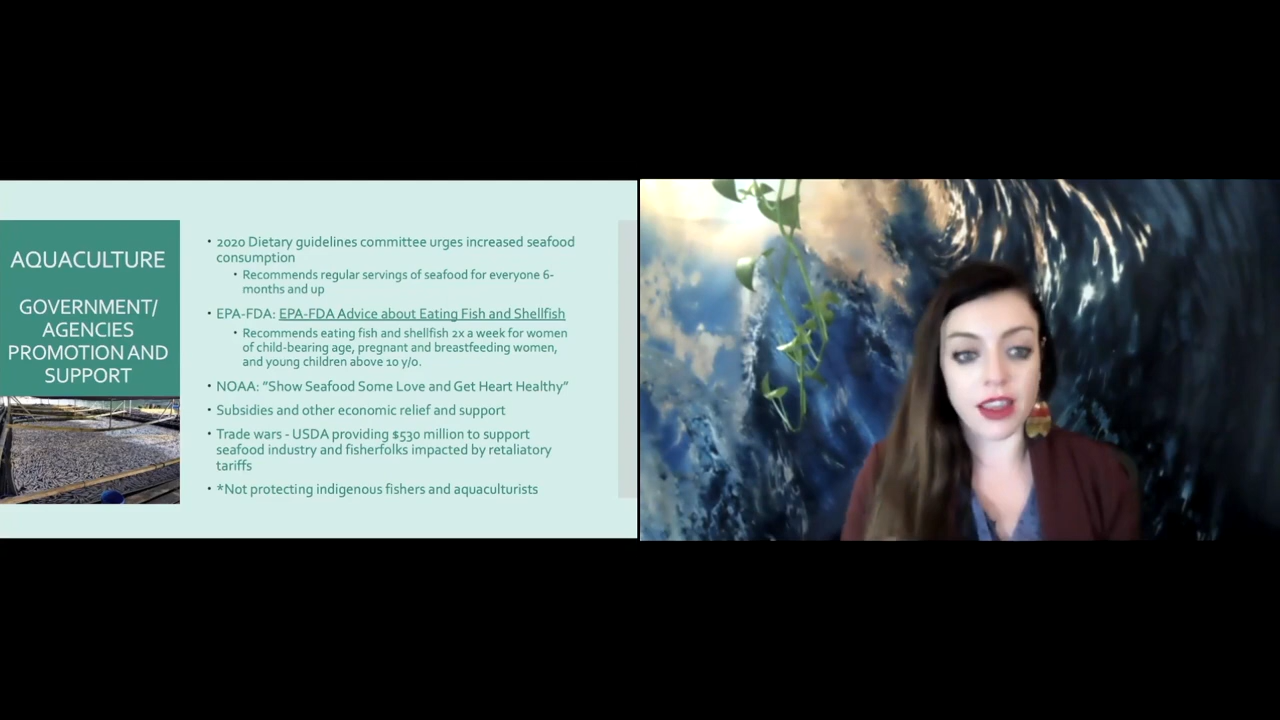 AQUACULTURE
GOVERNMENT/
AGENCIES
PROMOTION AND
SUPPORT
• 2020 Dietary guidelines committee urges increased seafood
consumption
• Recommends regular servings of seafood for everyone 6-
months and up
• EPA-FDA: EPA-FDA Advice about Eating Fish and Shellfish
• Recommends eating fish and shellfish 2x a week for women
of child-bearing age, pregnant and breastfeeding women,
and young children above 10 y/o.
• NOAA: "Show Seafood Some Love and Get Heart Healthy"
• Subsidies and other economic relief and support
• Trade wars - USDA providing $530 million to support
seafood industry and fisherfolks impacted by retaliatory
tariffs
• *Not protecting indigenous fishers and aquaculturists